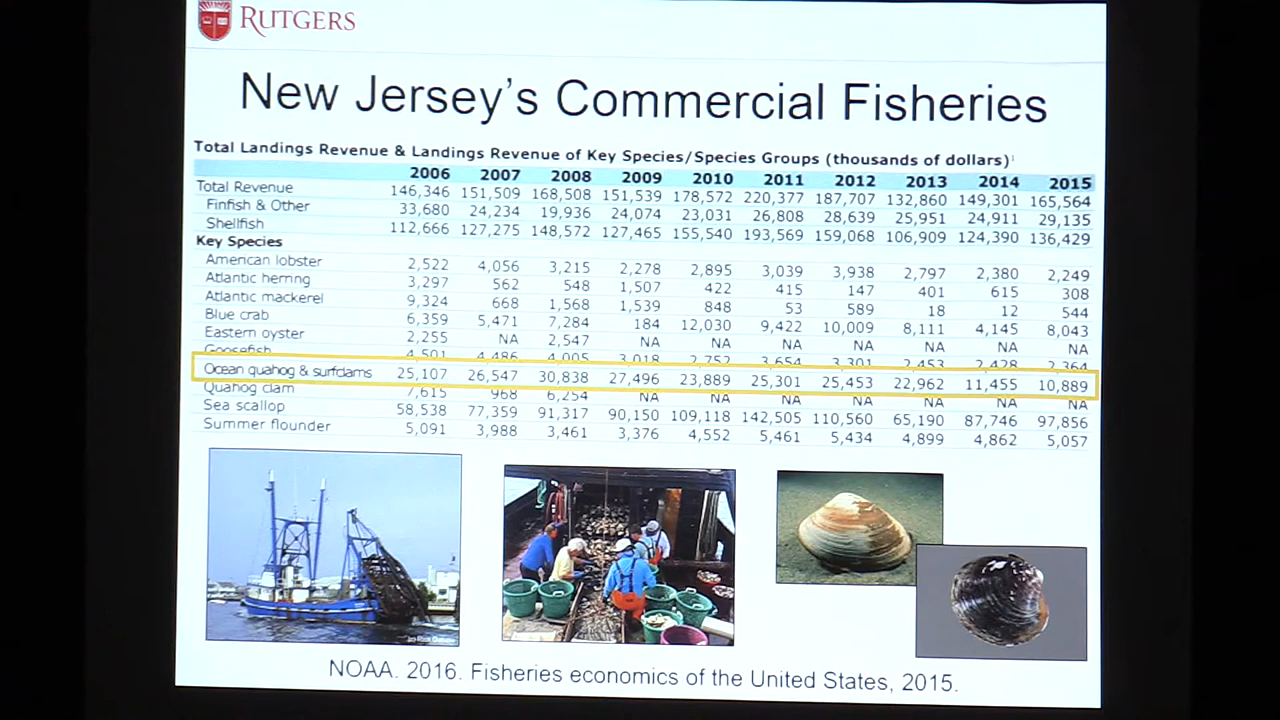 RUTGERS
New Jersey's Commercial Fisheries
Total Landings Revenue & Landings Revenue of Key Species/Species Groups (thousands of dollars)¹
2006 2007 2008 2009 2010 2011 2012 2013 2014 2015
Total Revenue 146,346 151,509 168,508 151,539 178,572 220,377 187,707 132,860 149,301 165,564
Finfish & Other 33,680 24,234 19,936 24,074 23,031 26,808 28,639 25,951 24,911 29,135
Shellfish 112,666 127,275 148,572 127,465 155,540 193,569 159,068 106,909 124,390 136,429
Key Species
American lobster 2,522 4,056 3,215 2,278 2,895 3,039 3,938 2,797 2,380 2,249
Atlantic herring 3,297 562 548 1,507 422 415 147 401 615 308
Atlantic mackerel 9,324 668 1,568 1,539 848 53 589 18 12 544
Blue crab 6,359 5,471 7,284 184 12,030 9,422 10,009 8,111 4,145 8,043
Eastern oyster 2,255 NA 2,547 NA NA NA NA NA NA NA
Goosefish 4,501 4,486 4,005 3,018 2,752 3,654 3,301 2,453 2,428 2,364
Ocean quahog & surfclams 25,107 26,547 30,838 27,496 23,889 25,301 25,453 22,962 11,455 10,889
Quahog clam 7,615 968 6,254 NA NA NA NA NA NA NA
Sea scallop 58,538 77,359 91,317 90,150 109,118 142,505 110,560 65,190 87,746 97,856
Summer flounder 5,091 3,988 3,461 3,376 4,552 5,461 5,434 4,899 4,862 5,057
NOAA. 2016. Fisheries economics of the United States, 2015.